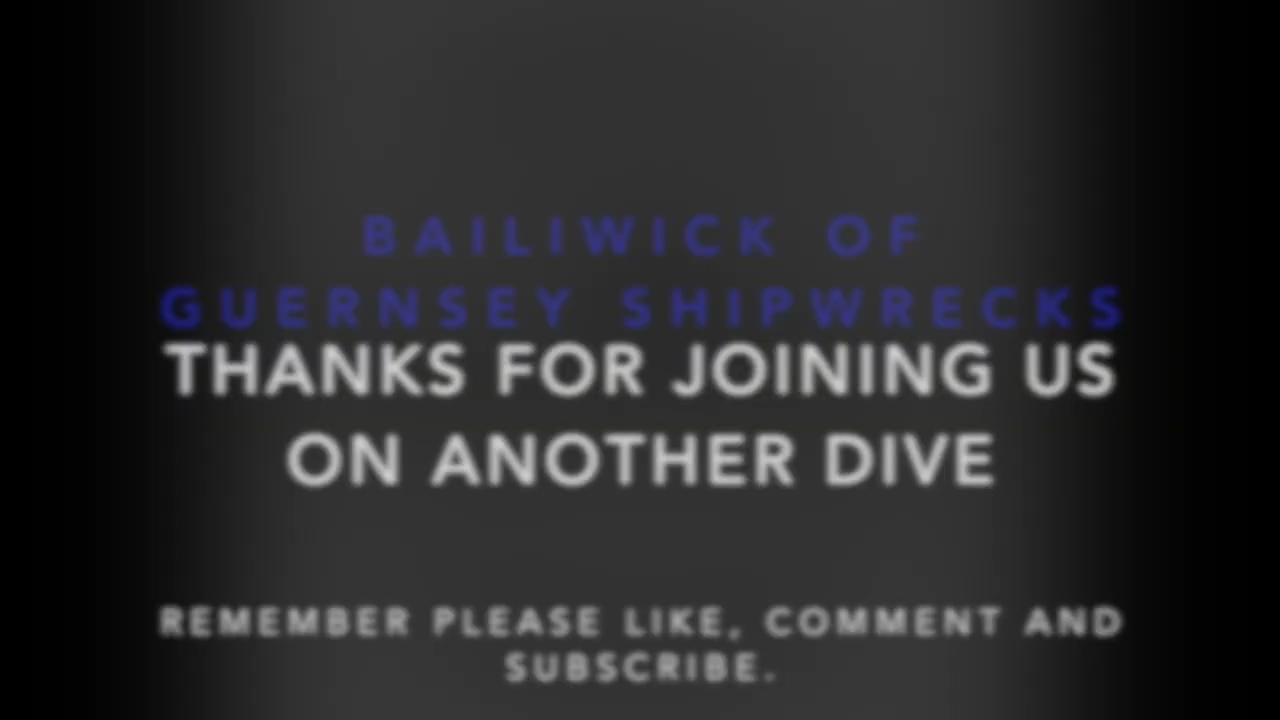 BAILIWICK OF
GUERNSEY SHIPWRECKS
THANKS FOR JOINING US
ON ANOTHER DIVE
REMEMBER PLEASE LIKE, COMMENT AND
SUBSCRIBE.